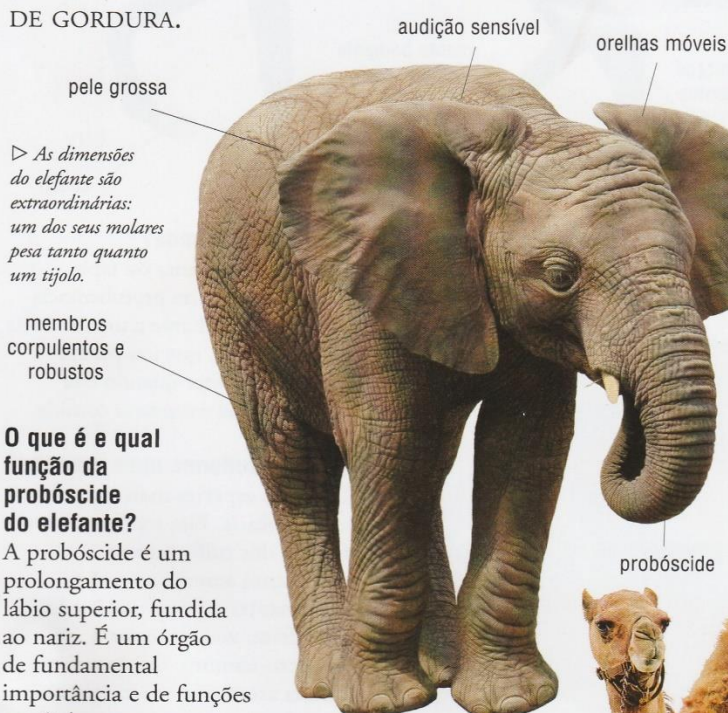 DE GORDURA.
audição sensível
orelhas móveis
pele grossa
▷ As dimensões
do elefante são
extraordinárias:
um dos seus molares
pesa tanto quanto
um tijolo.
membros
corpulentos e
robustos
O que é e qual
função da
probóscide
do elefante?
A probóscide é um
prolongamento do
lábio superior, fundida
ao nariz. É um órgão
de fundamental
importância e de funções
probóscide